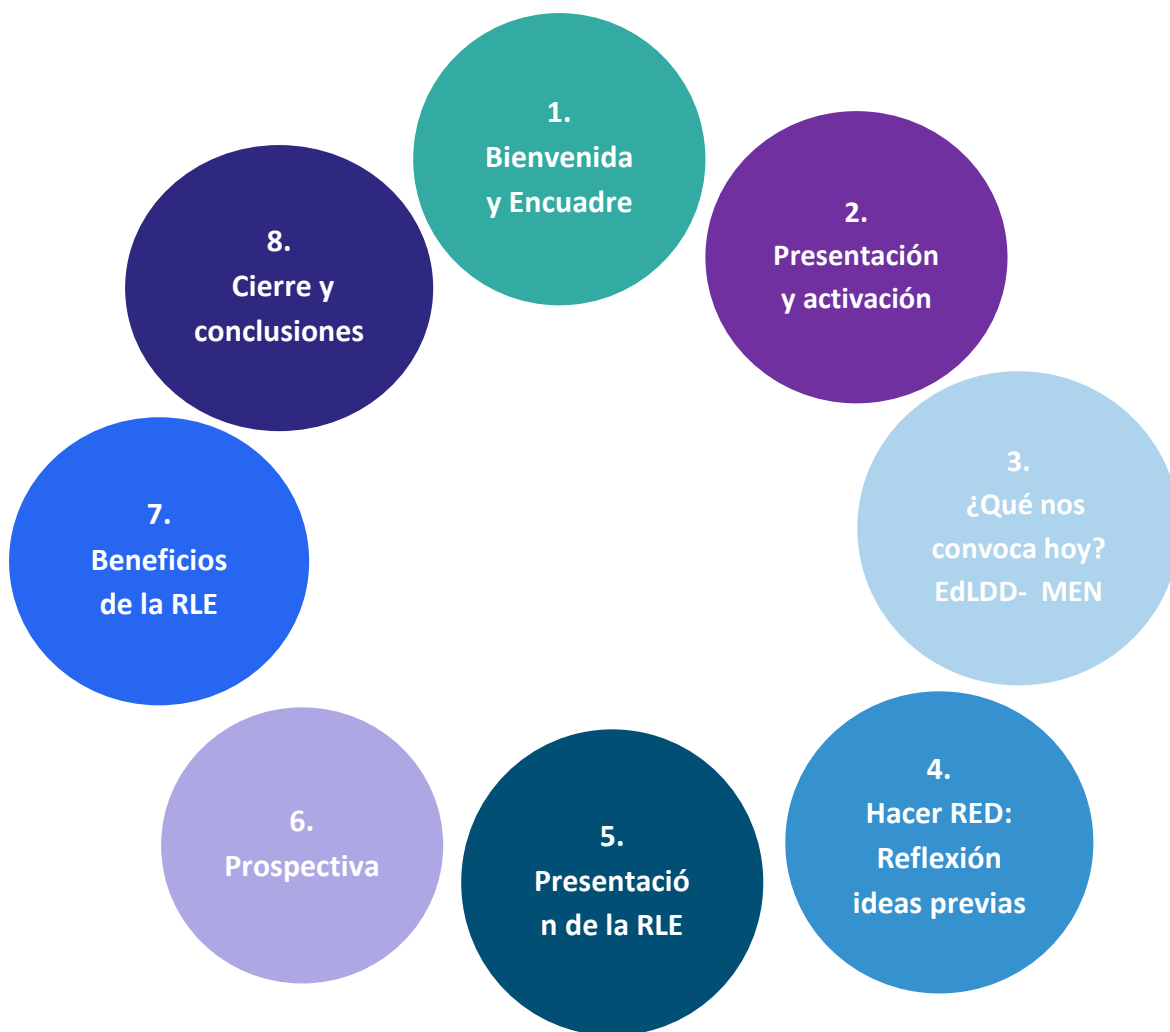 1.
Bienvenida
y Encuadre
2.
Presentación
y activación
3.
¿Qué nos
convoca hoy?
EdLDD- MEN
4.
Hacer RED:
Reflexión
ideas previas
5.
Presentació
n de la RLE
6.
Prospectiva
7.
Beneficios
de la RLE
8.
Cierre y
conclusiones